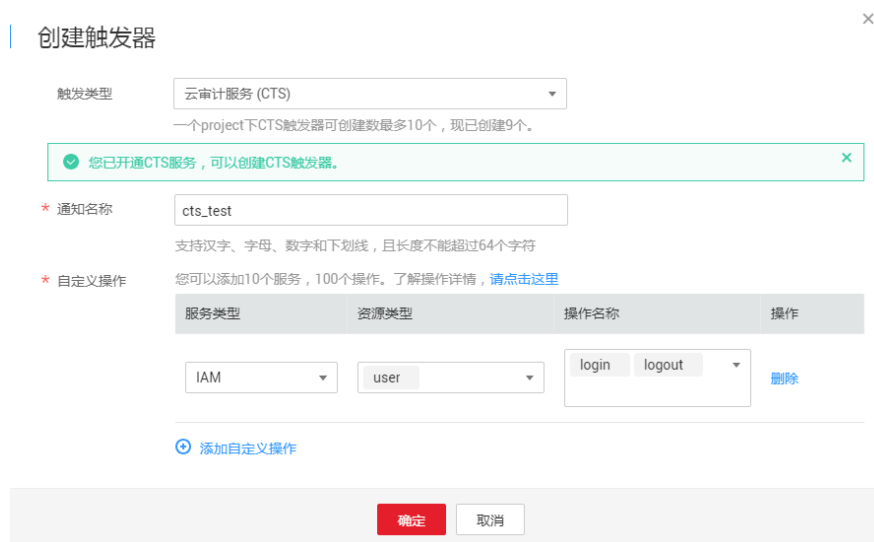 创建触发器
触发类型 云审计服务 (CTS)
一个project下CTS触发器可创建数最多10个，现已创建9个。
您已开通CTS服务，可以创建CTS触发器。
* 通知名称 cts_test
支持汉字、字母、数字和下划线，且长度不能超过64个字符
* 自定义操作 您可以添加10个服务，100个操作。了解操作详情，请点击这里
服务类型 资源类型 操作名称 操作
IAM user login logout 删除
添加自定义操作
确定 取消